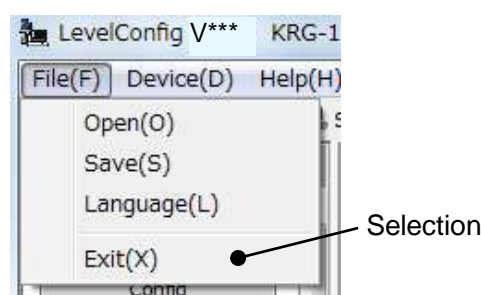 LevelConfig V*** KRG-1
File(F) Device(D) Help(H)
Open(O)
Save(S)
Language(L)
Selection
Exit(X)
Config